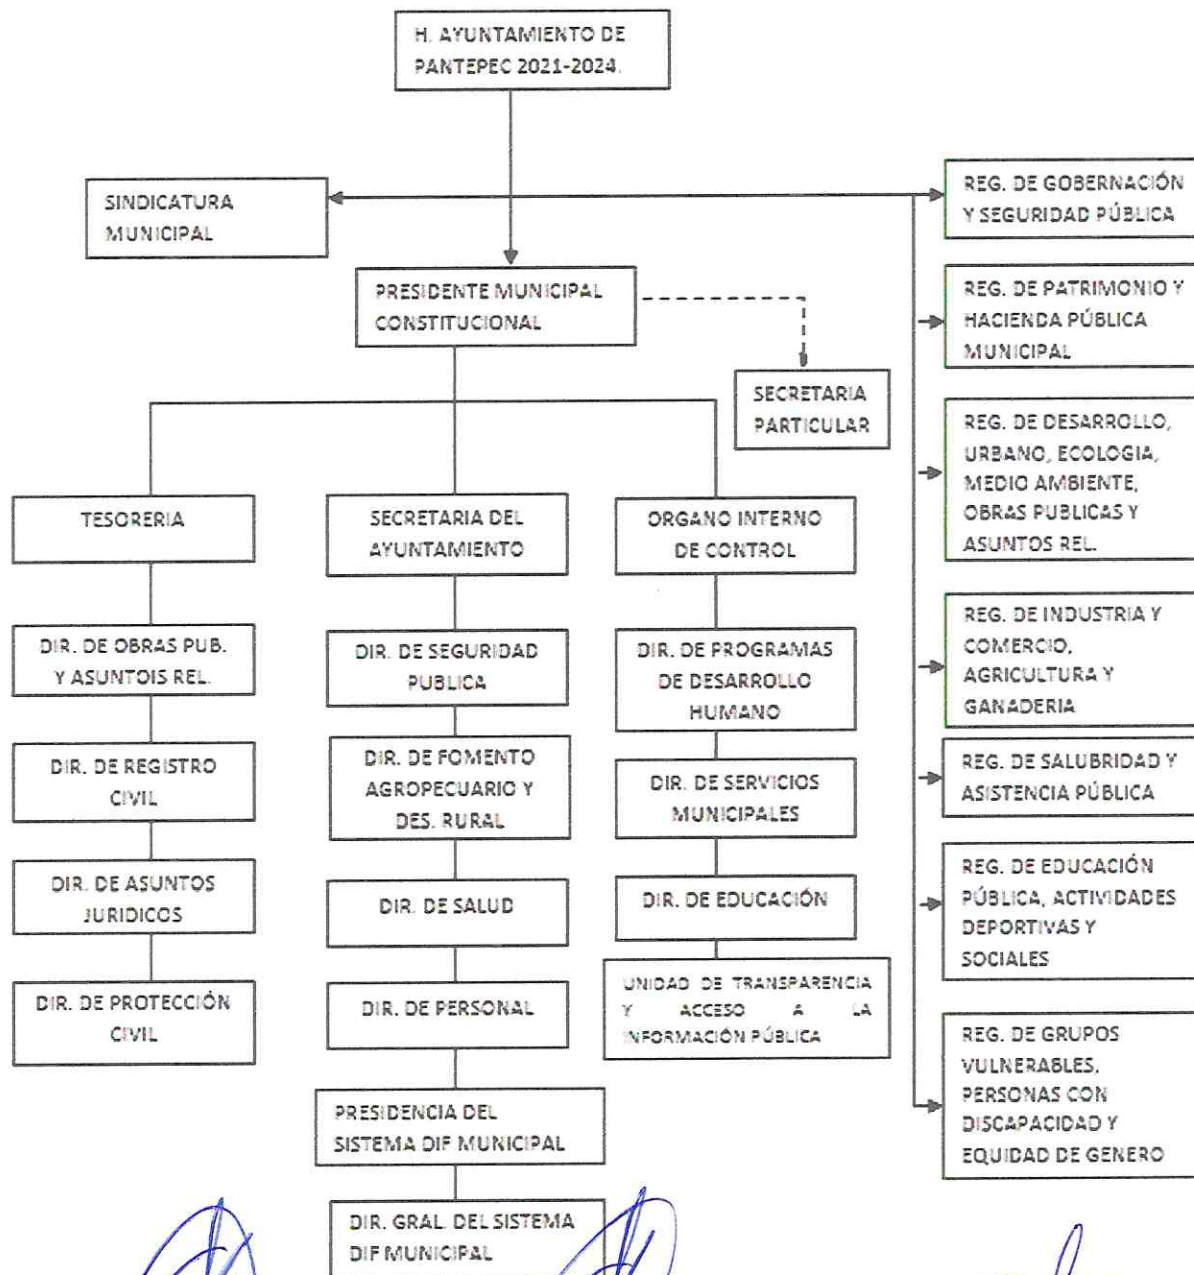 H. AYUNTAMIENTO DE
PANTEPEC 2021-2024.
SINDICATURA
MUNICIPAL
PRESIDENTE MUNICIPAL
CONSTITUCIONAL
SECRETARIA
PARTICULAR
TESORERIA
SECRETARIA DEL
AYUNTAMIENTO
ORGANO INTERNO
DE CONTROL
DIR. DE OBRAS PUB.
Y ASUNTOIS REL.
DIR. DE REGISTRO
CIVIL
DIR. DE ASUNTOS
JURIDICOS
DIR. DE PROTECCIÓN
CIVIL
DIR. DE SEGURIDAD
PUBLICA
DIR. DE FOMENTO
AGROPECUARIO Y
DES. RURAL
DIR. DE SALUD
DIR. DE PERSONAL
PRESIDENCIA DEL
SISTEMA DIF MUNICIPAL
DIR. GRAL. DEL SISTEMA
DIF MUNICIPAL
DIR. DE PROGRAMAS
DE DESARROLLO
HUMANO
DIR. DE SERVICIOS
MUNICIPALES
DIR. DE EDUCACIÓN
UNIDAD DE TRANSPARENCIA
Y ACCESO A LA
INFORMACIÓN PÚBLICA
REG. DE GOBERNACIÓN
Y SEGURIDAD PÚBLICA
REG. DE PATRIMONIO Y
HACIENDA PÚBLICA
MUNICIPAL
REG. DE DESARROLLO,
URBANO, ECOLOGIA,
MEDIO AMBIENTE,
OBRAS PUBLICAS Y
ASUNTOS REL.
REG. DE INDUSTRIA Y
COMERCIO,
AGRICULTURA Y
GANADERIA
REG. DE SALUBRIDAD Y
ASISTENCIA PÚBLICA
REG. DE EDUCACIÓN
PÚBLICA, ACTIVIDADES
DEPORTIVAS Y
SOCIALES
REG. DE GRUPOS
VULNERABLES,
PERSONAS CON
DISCAPACIDAD Y
EQUIDAD DE GENERO